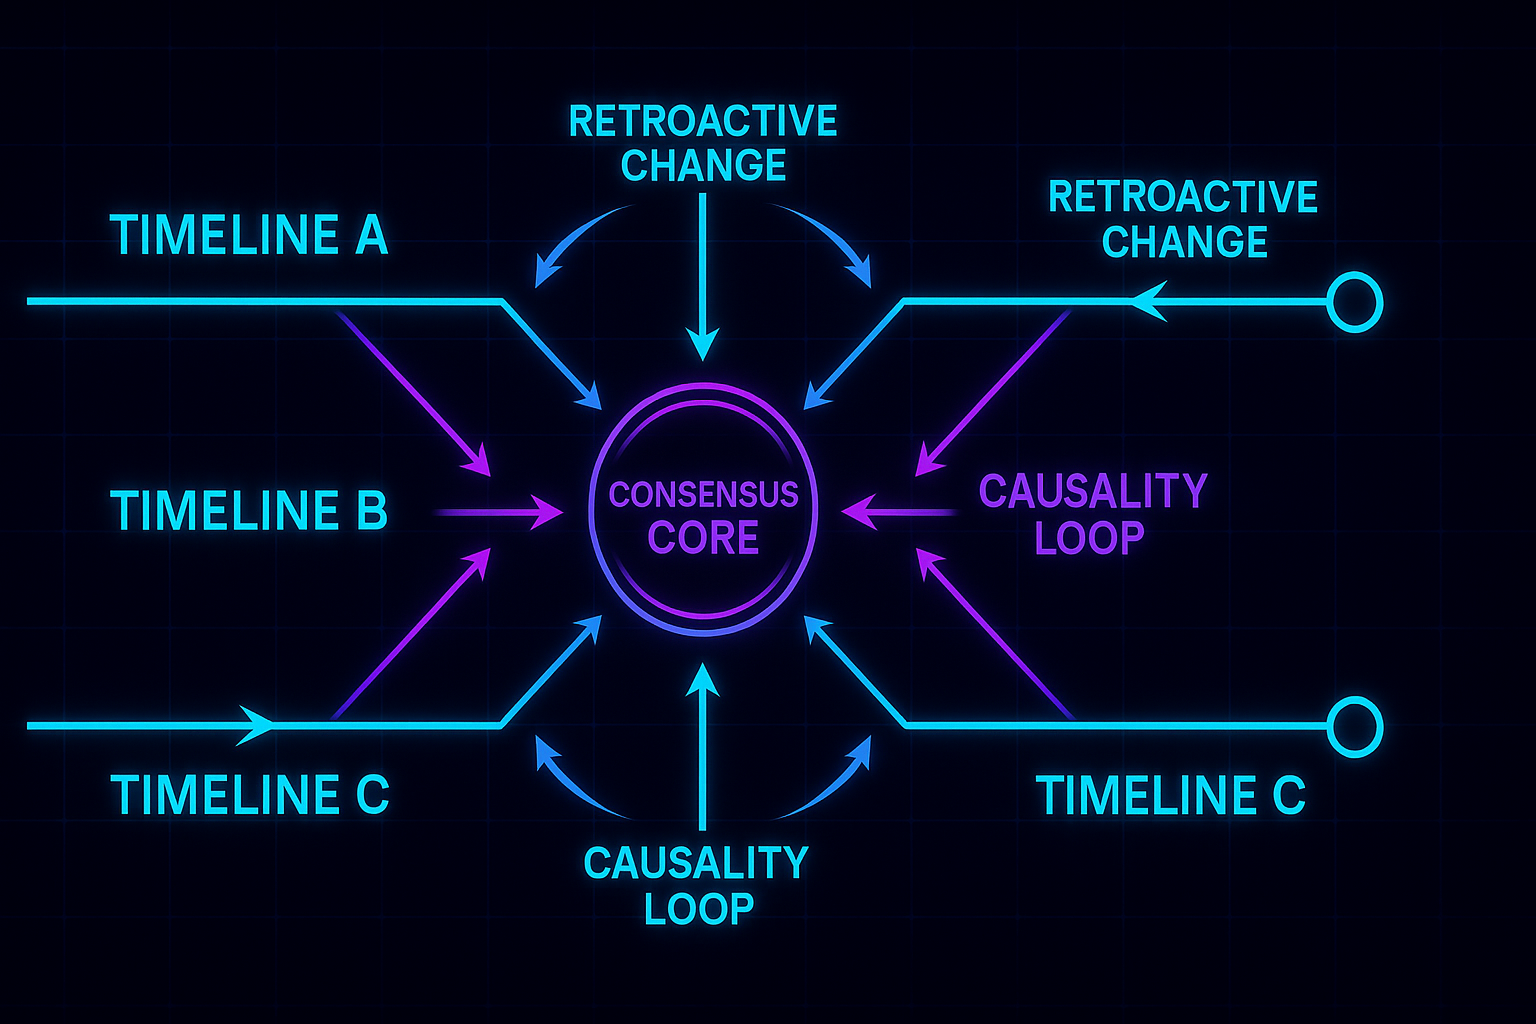 RETROACTIVE
CHANGE
RETROACTIVE
CHANGE
TIMELINE A
TIMELINE B
CONSENSUS
CORE
CAUSALITY
LOOP
TIMELINE C
TIMELINE C
CAUSALITY
LOOP